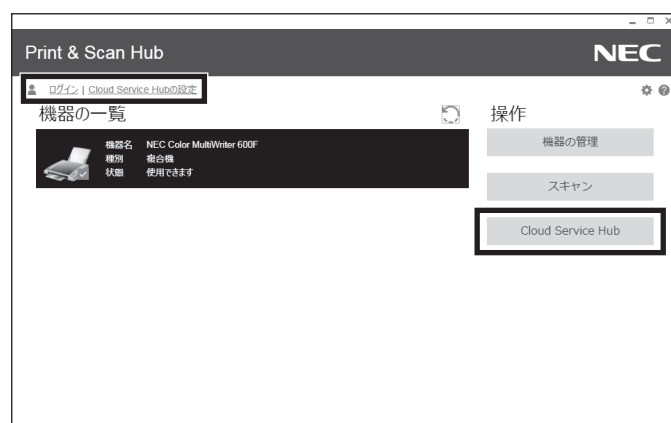 Print & Scan Hub
NEC
ログイン | Cloud Service Hubの設定
機器の一覧
機器名 NEC Color MultiWriter 600F
種別 複合機
状態 使用できます
操作
機器の管理
スキャン
Cloud Service Hub